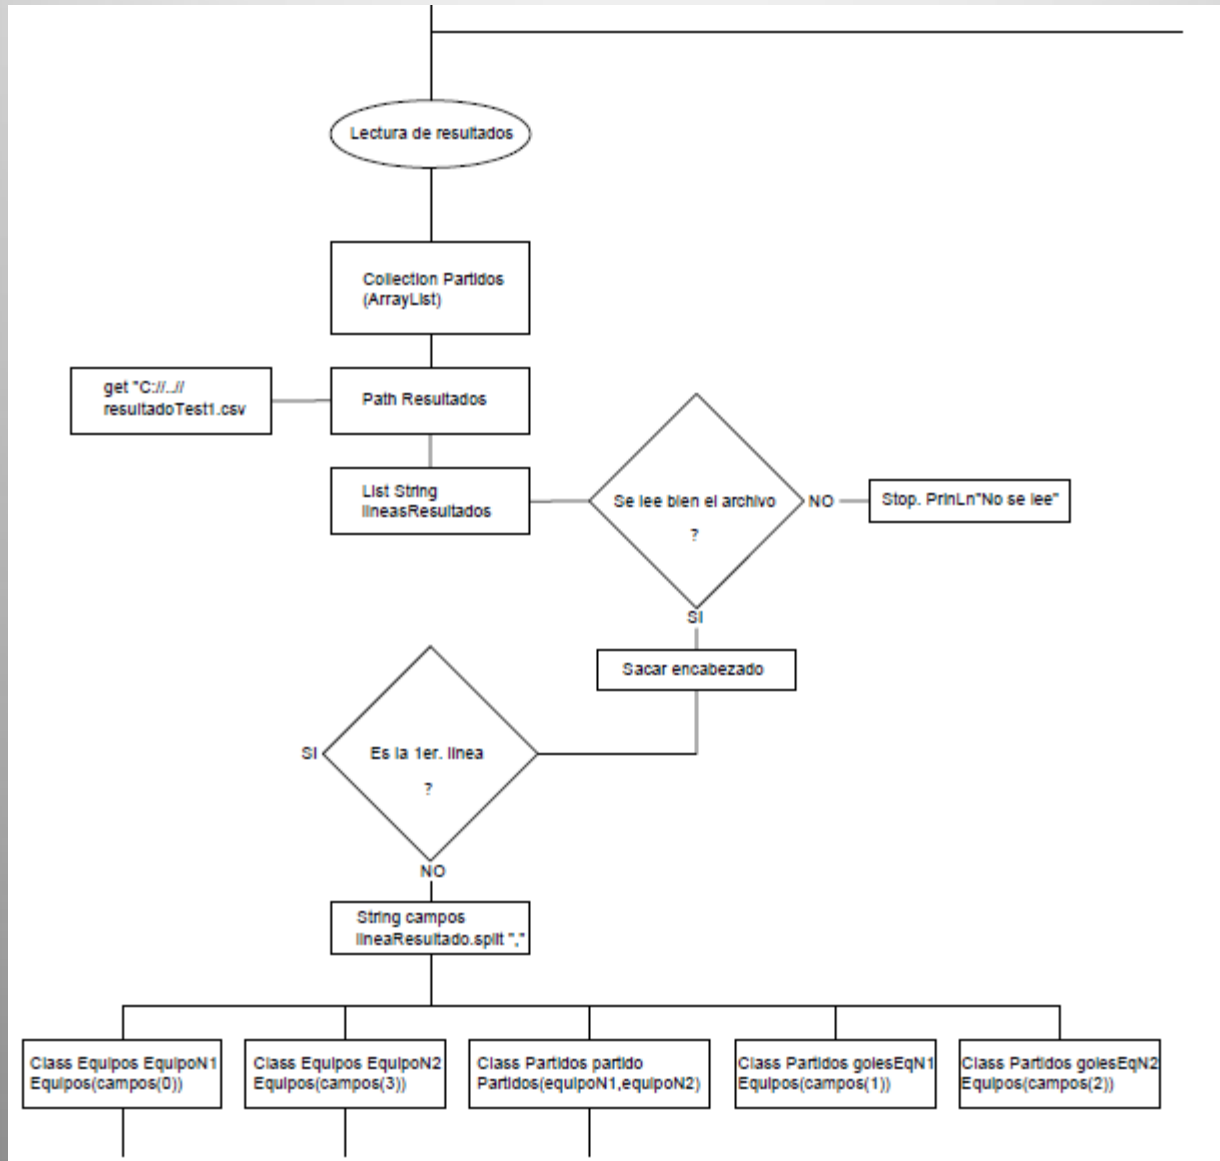 Lectura de resultados
Collection Partidos
(ArrayList)
get "C://..//
resultadoTest1.csv
Path Resultados
List String
lineasResultados
Se lee bien el archivo
?
NO
Stop. PrinLn"No se lee"
SI
Sacar encabezado
SI
Es la 1er. linea
?
NO
String campos
lineaResultado.split ","
Class Equipos EquipoN1
Equipos(campos(0))
Class Equipos EquipoN2
Equipos(campos(3))
Class Partidos partido
Partidos(equipoN1,equipoN2)
Class Partidos golesEqN1
Equipos(campos(1))
Class Partidos golesEqN2
Equipos(campos(2))